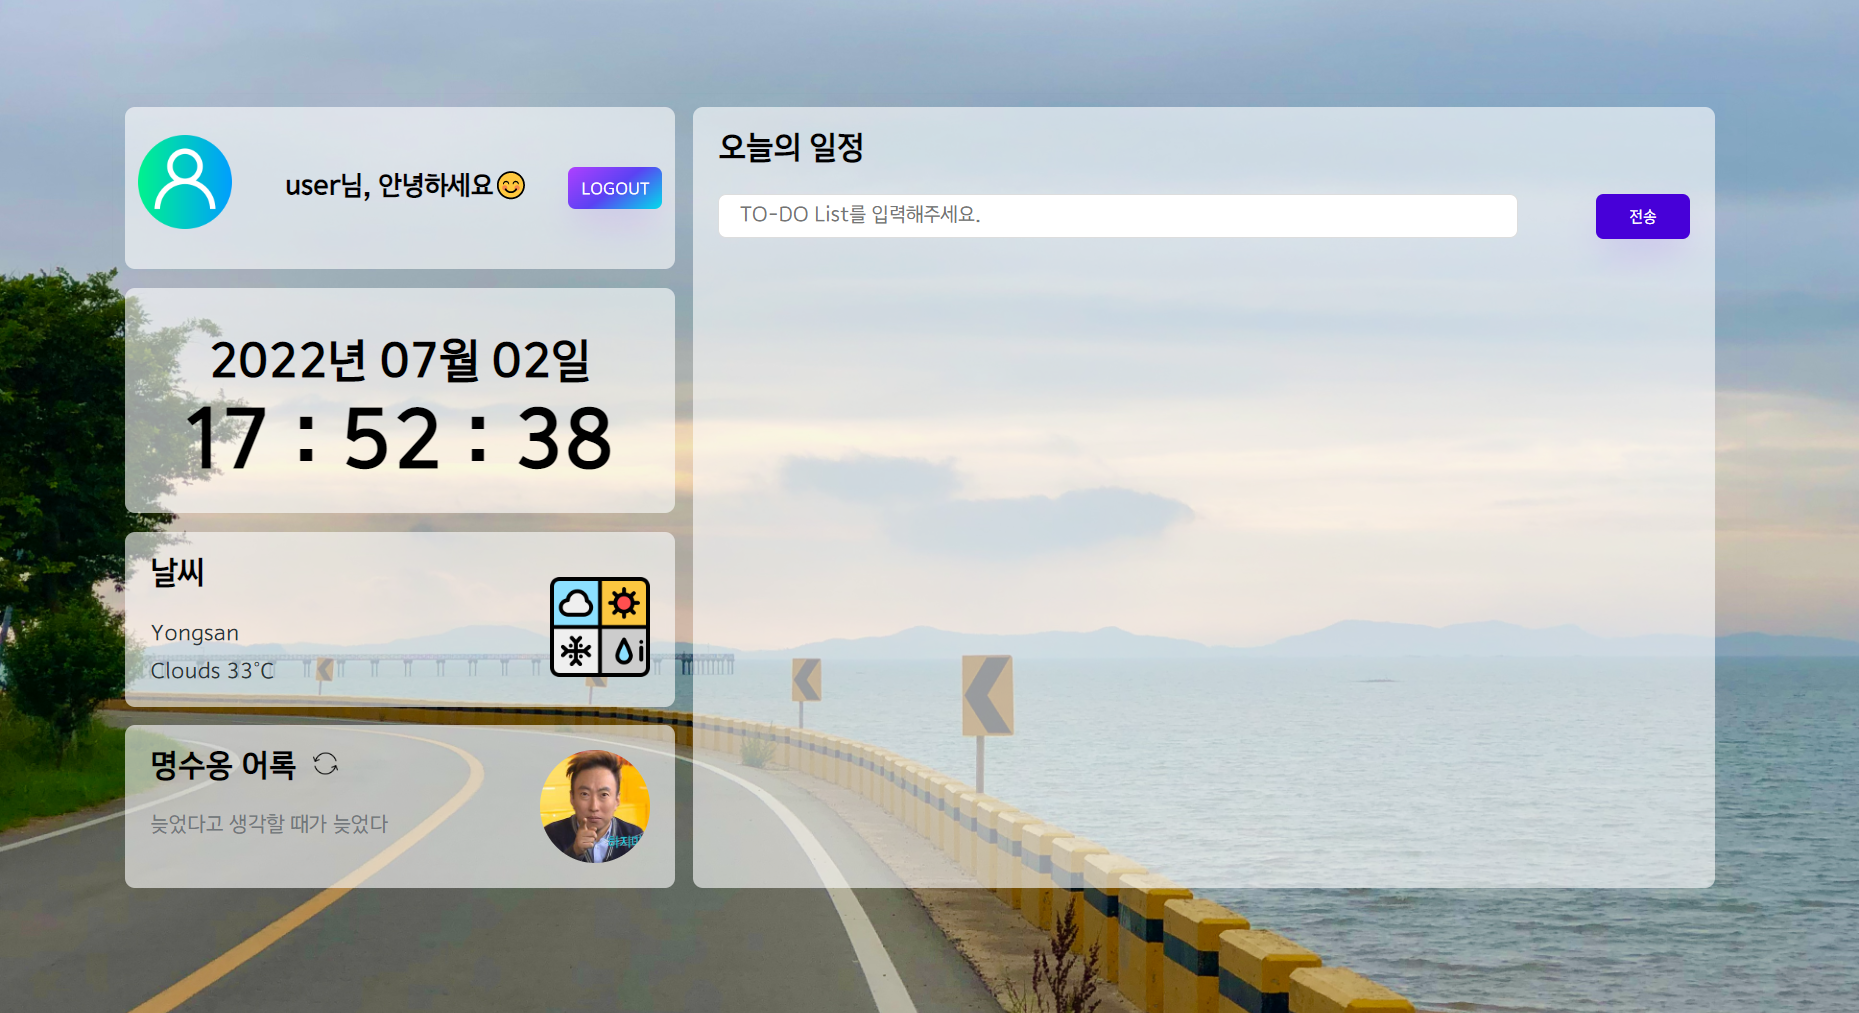 user님, 안녕하세요😊
LOGOUT
2022년 07월 02일
17 : 52 : 38
날씨
Yongsan
Clouds 33°C
명수옹 어록
늦었다고 생각할 때가 늦었다
오늘의 일정
TO-DO List를 입력해주세요.
전송